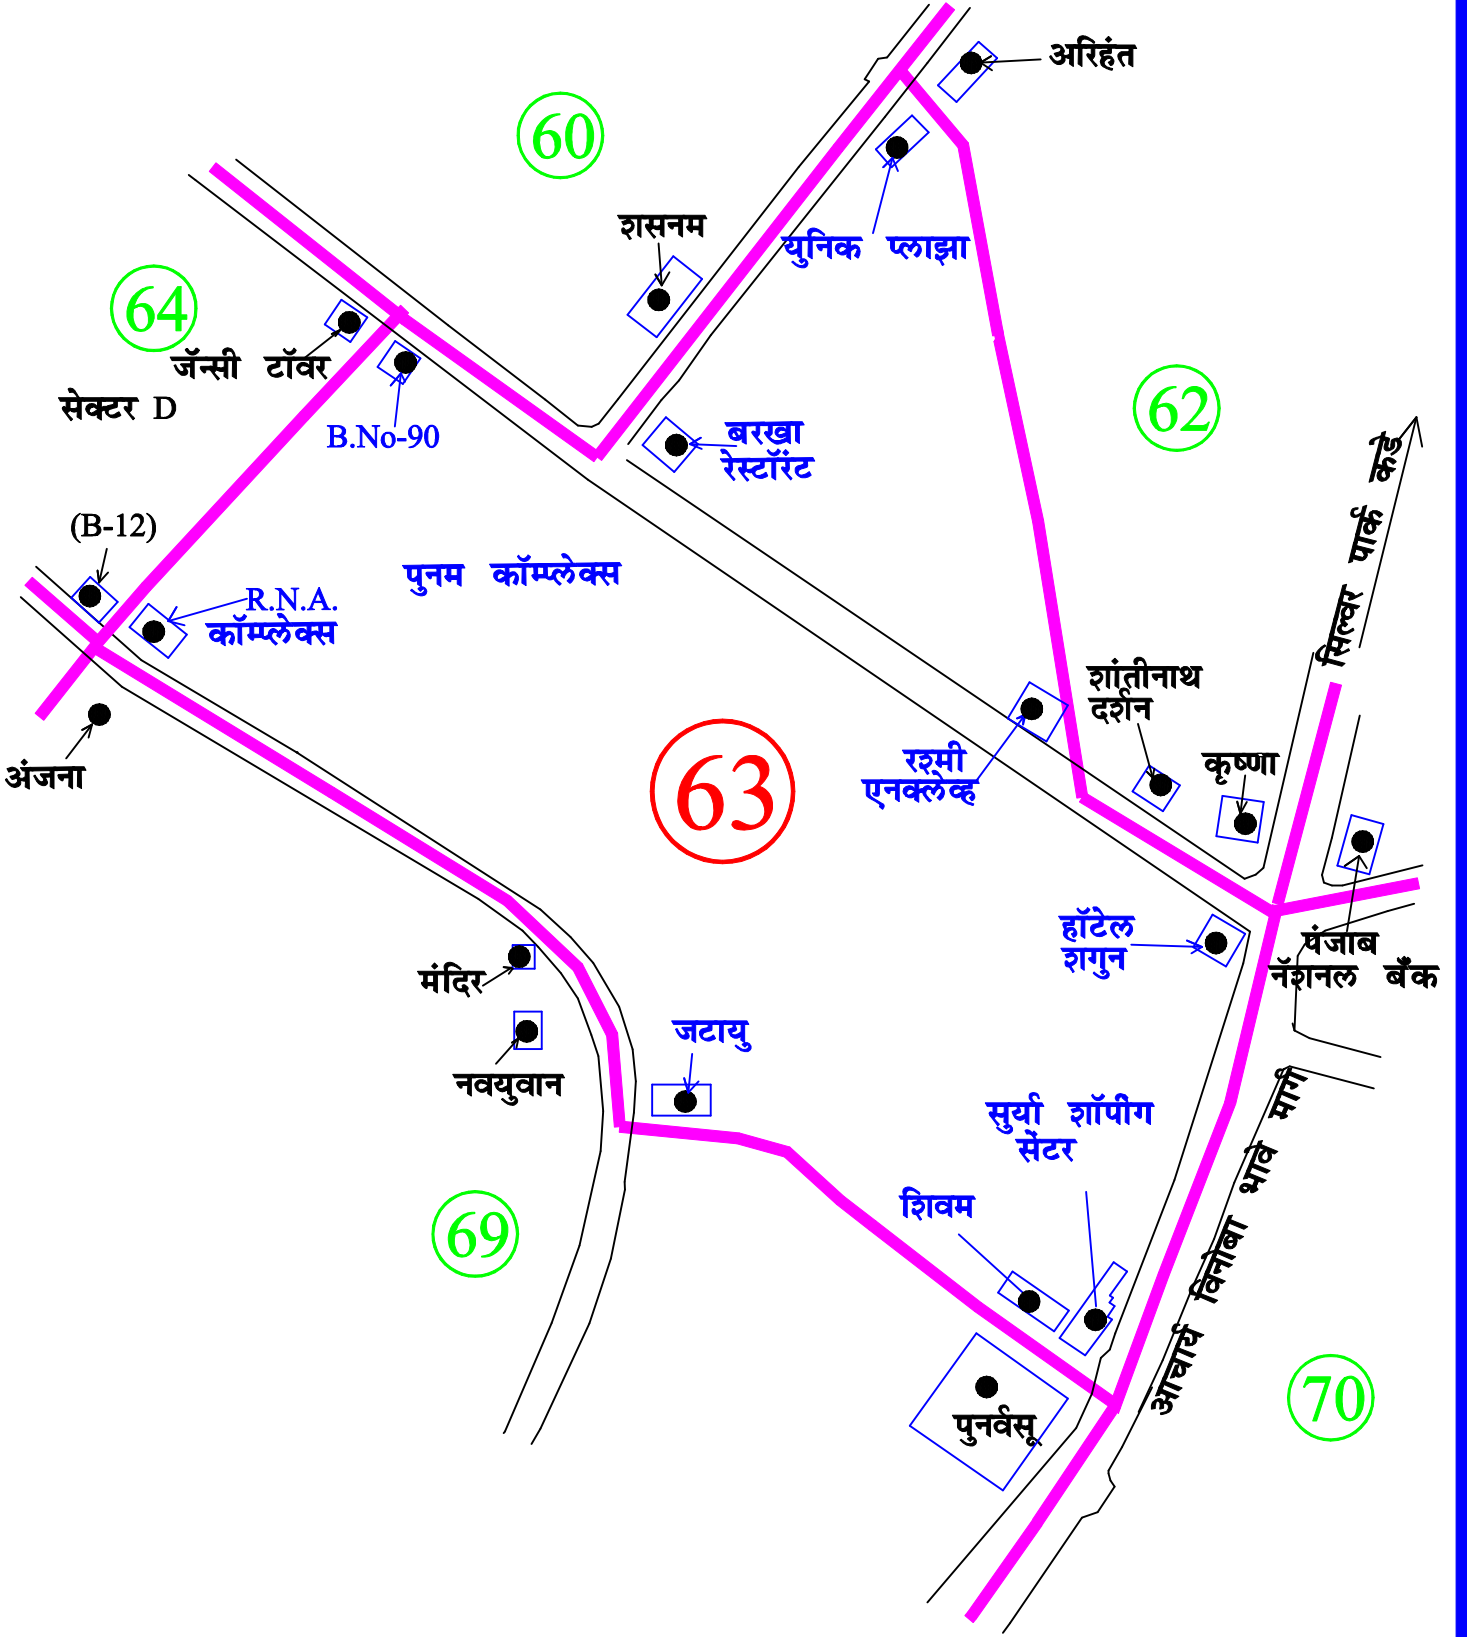 अरिहंत
60
शसनम
युनिक प्लाझा
64
जॅन्सी टॉवर
सेक्टर D
B.No-90
62
बरखा
रेस्टॉरंट
सिल्वर पार्क कडे
(B-12)
पुनम कॉम्प्लेक्स
R.N.A.
कॉम्प्लेक्स
शांतीनाथ
दर्शन
अंजना
63
रश्मी
एनक्लेव्ह
कृष्णा
हॉटेल
शगुन
पंजाब
नॅशनल बँक
मंदिर
जटायु
नवयुवान
सुर्या शॉपींग
सेंटर
आचार्य विनोबा भावे मार्ग
शिवम
69
पुनर्वसू
70